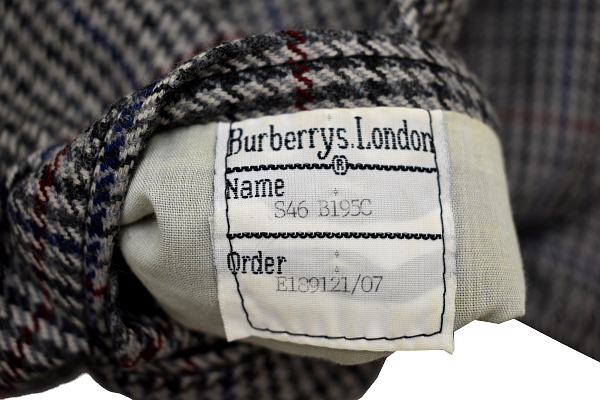 Burberrys.London
®
Name
S46 B195C
Order
E189121/07